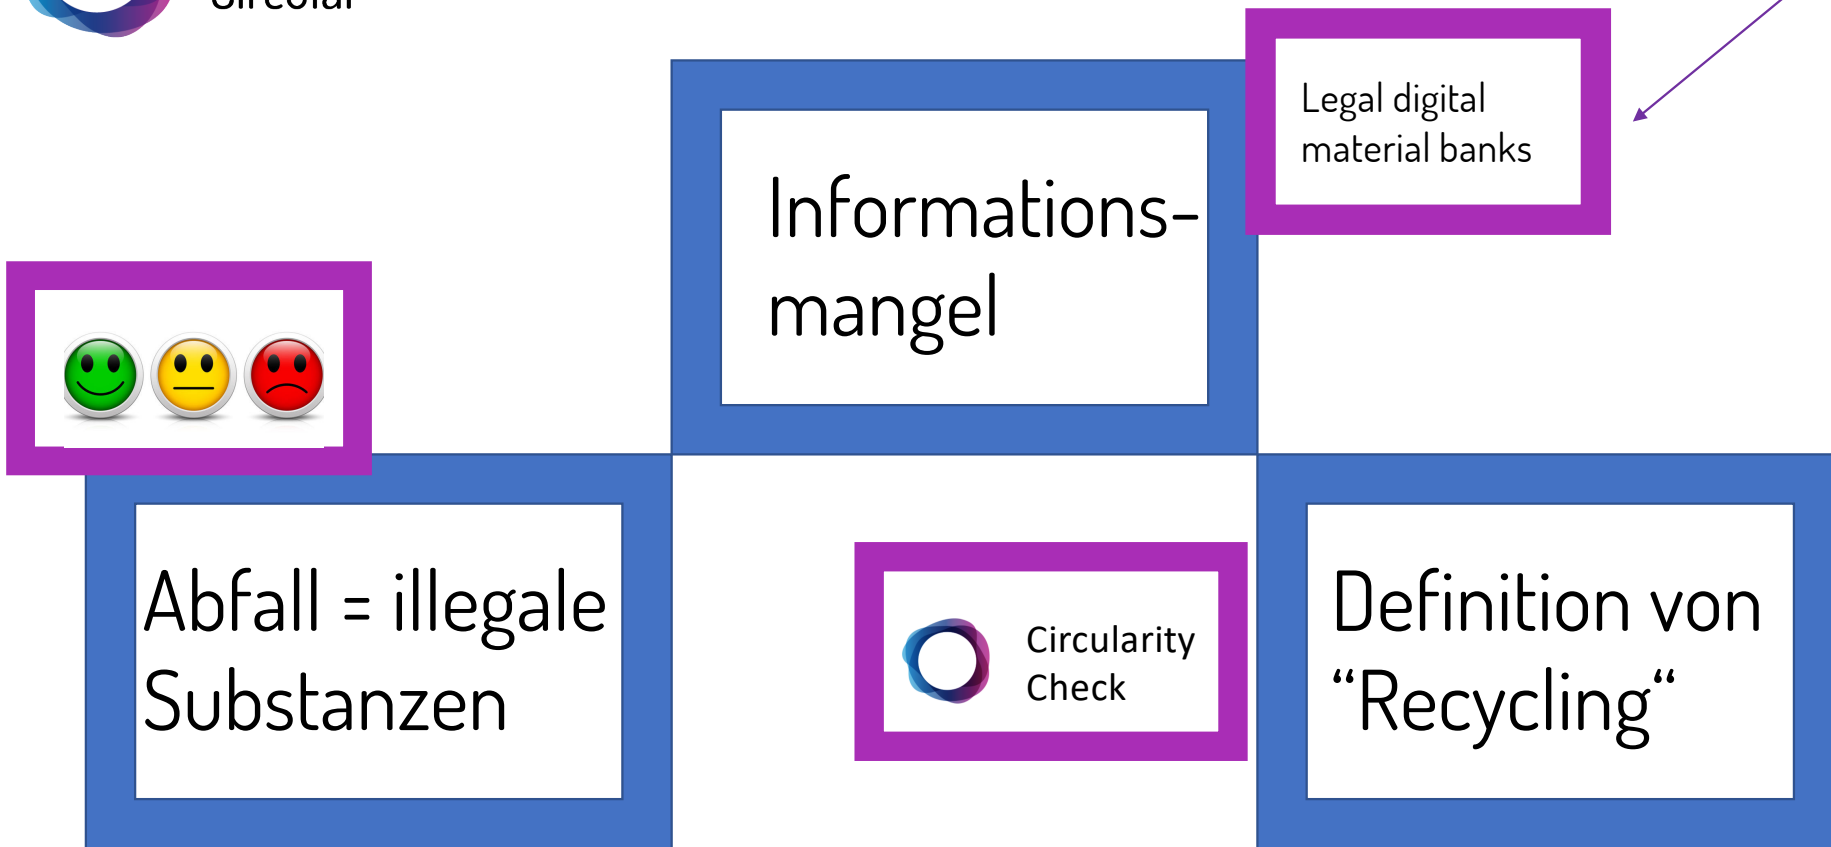 Legal digital
material banks
Informations-
mangel
Abfall = illegale
Substanzen
Circularity
Check
Definition von
“Recycling“